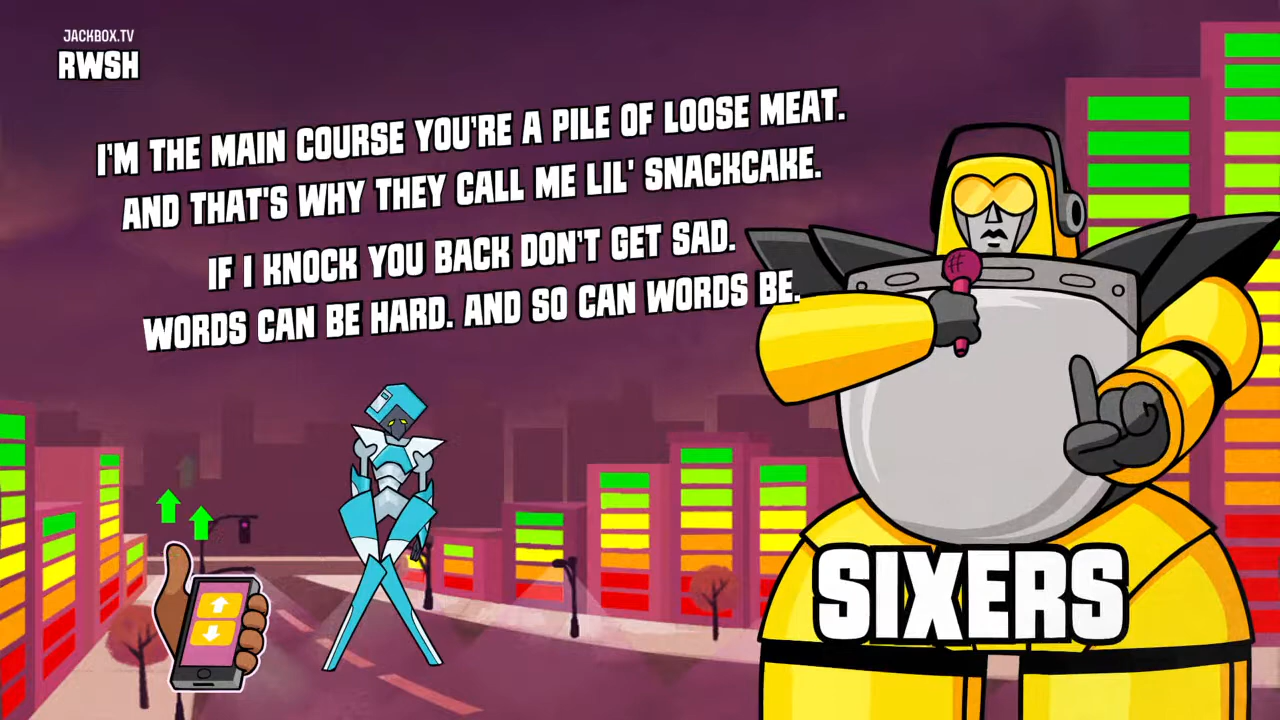 JACKBOX.TV
RWSH
I'M THE MAIN COURSE YOU'RE A PILE OF LOOSE MEAT.
AND THAT'S WHY THEY CALL ME LIL' SNACKCAKE.
IF I KNOCK YOU BACK DON'T GET SAD.
WORDS CAN BE HARD. AND SO CAN WORDS BE.
SIXERS